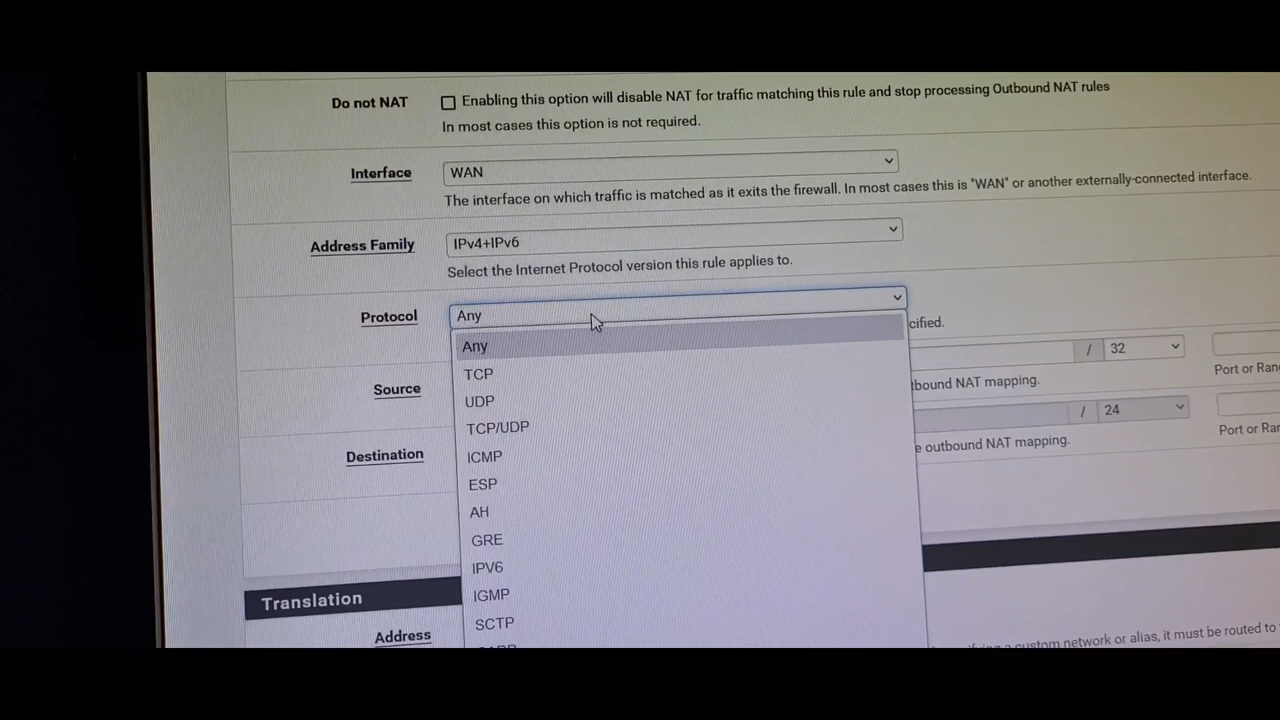 Do not NAT
Enabling this option will disable NAT for traffic matching this rule and stop processing Outbound NAT rules
In most cases this option is not required.
Interface
WAN
The interface on which traffic is matched as it exits the firewall. In most cases this is "WAN" or another externally-connected interface.
Address Family
IPv4+IPv6
Select the Internet Protocol version this rule applies to.
Protocol
Any
cified.
Any
TCP
UDP
TCP/UDP
ICMP
ESP
AH
GRE
IPV6
IGMP
SCTP
Source
/ 32
tbound NAT mapping.
Port or Ran
Destination
/ 24
e outbound NAT mapping.
Port or Ran
Translation
Address
a custom network or alias, it must be routed to